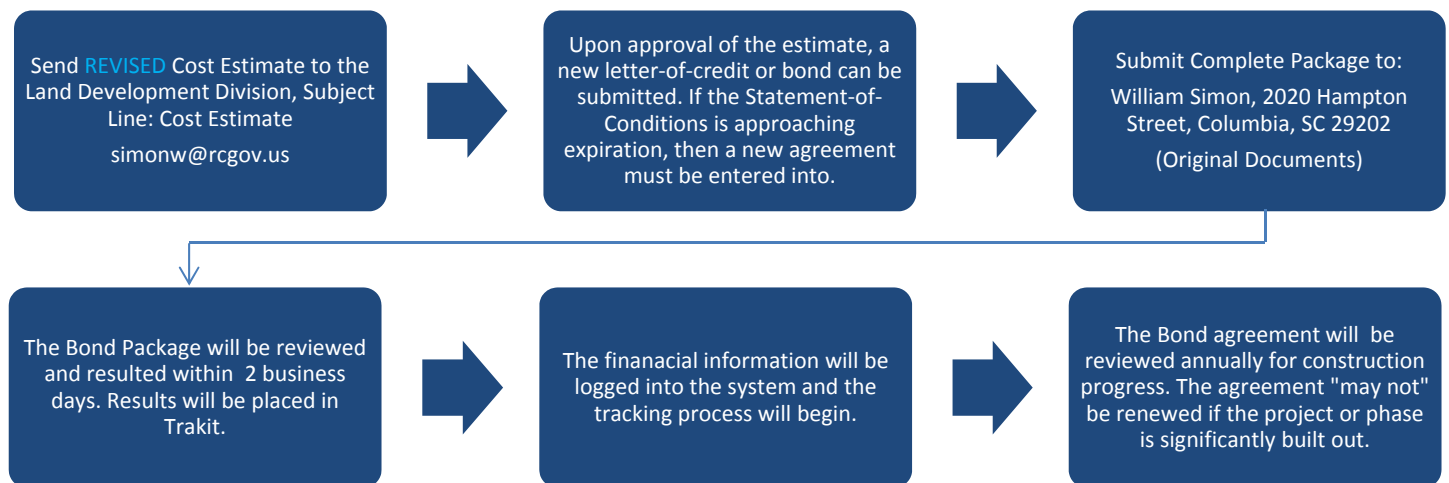 Send REVISED Cost Estimate to the
Land Development Division, Subject
Line: Cost Estimate
simonw@rcgov.us
Upon approval of the estimate, a
new letter-of-credit or bond can be
submitted. If the Statement-of-
Conditions is approaching
expiration, then a new agreement
must be entered into.
Submit Complete Package to:
William Simon, 2020 Hampton
Street, Columbia, SC 29202
(Original Documents)
The Bond Package will be reviewed
and resulted within 2 business
days. Results will be placed in
Trakit.
The finanacial information will be
logged into the system and the
tracking process will begin.
The Bond agreement will be
reviewed annually for construction
progress. The agreement "may not"
be renewed if the project or phase
is significantly built out.